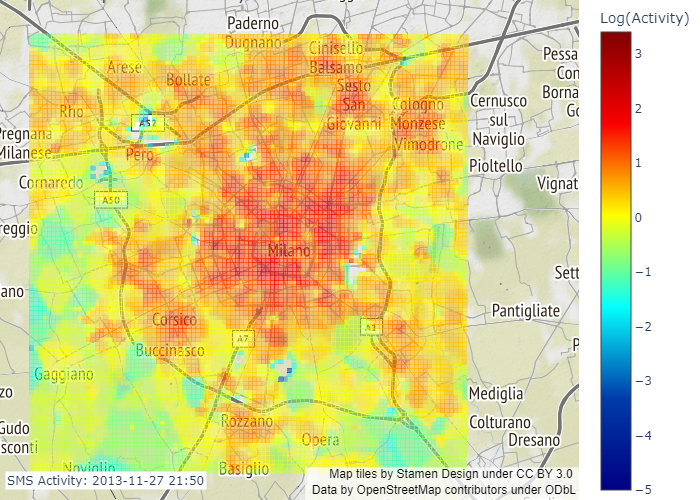 Log(Activity)
3
2
1
0
−1
−2
−3
−4
−5
Paderno
Dugnano
Cinisello
Balsamo
Arese
Bollate
Sesto
San
Giovanni
Rho
A52
Cologno
Monzese
Cernusco
sul
Naviglio
Pessa
Con
Borna
Go
Pregnana
Milanese
Pero
Vimodrone
Pioltello
Cornaredo
Vignat
A50
reggio
Milano
Sett
ano
Pantigliate
Corsico
A7
A1
P
Buccinasco
Gaggiano
zo
Mediglia
Gudo
sconti
Rozzano
Colturano
Opera
Dresano
Noviglio
Basiglio
SMS Activity: 2013-11-27 21:50
Map tiles by Stamen Design under CC BY 3.0
Data by OpenStreetMap contributors under ODbL